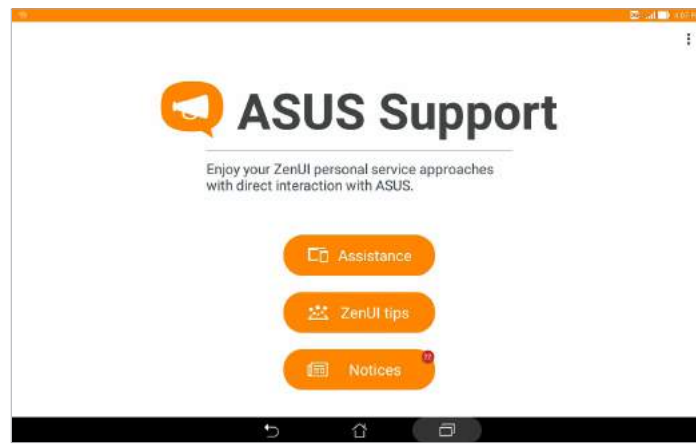 ASUS Support
Enjoy your ZenUI personal service approaches
with direct interaction with ASUS.
Assistance
ZenUI tips
Notices